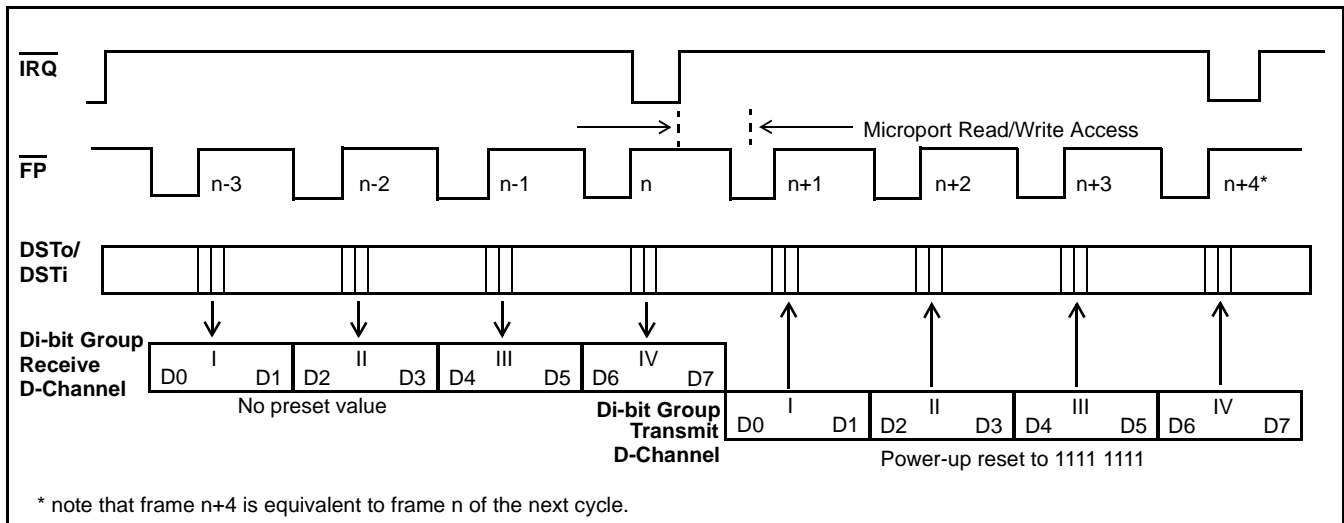 IRQ
Microport Read/Write Access
FP
n-3 n-2 n-1 n n+1 n+2 n+3 n+4*
DSTo/
DSTi
Di-bit Group
Receive
D-Channel
I II III IV
D0 D1 D2 D3 D4 D5 D6 D7
No preset value
Di-bit Group
Transmit
D-Channel
I II III IV
D0 D1 D2 D3 D4 D5 D6 D7
Power-up reset to 1111 1111
* note that frame n+4 is equivalent to frame n of the next cycle.